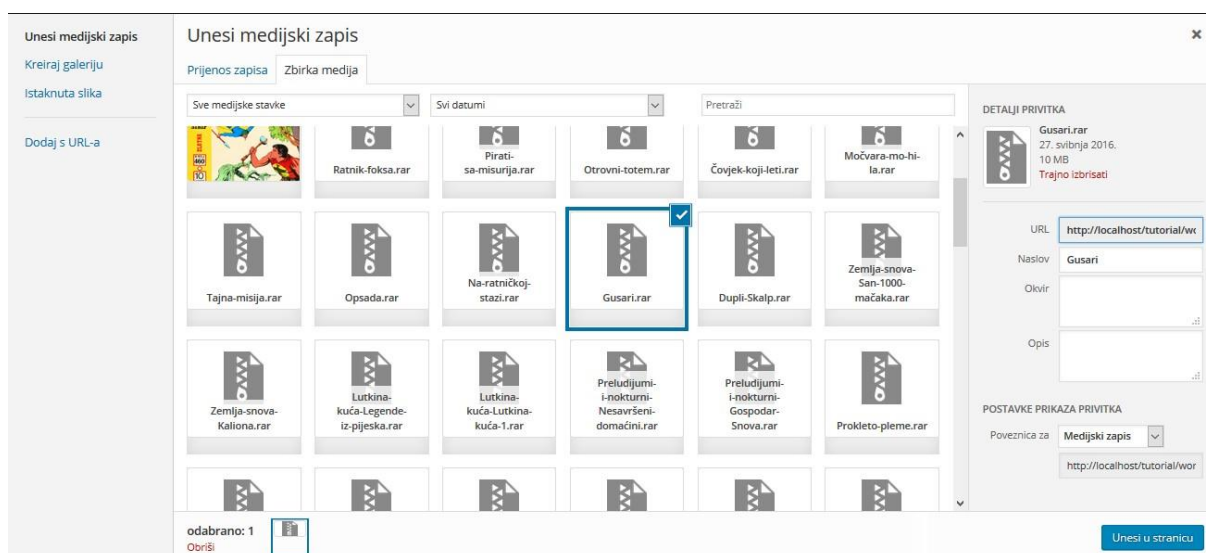 Unesi medijski zapis
Kreiraj galeriju
Istaknuta slika
Dodaj s URL-a
Unesi medijski zapis
Prijenos zapisa
Zbirka medija
Sve medijske stavke
Svi datumi
Pretraži
Ratnik-foksa.rar
Pirati-
sa-misurija.rar
Otrovni-totem.rar
Čovjek-koji-leti.rar
Močvara-mo-hi-
la.rar
Tajna-misija.rar
Opsada.rar
Na-ratničkoj-
stazi.rar
Gusari.rar
Dupli-Skalp.rar
Zemlja-snova-
San-1000-
mačaka.rar
Zemlja-snova-
Kaliona.rar
Lutkina-
kuća-Legende-
iz-pijeska.rar
Lutkina-
kuća-Lutkina-
kuća-1.rar
Preludijumi-
i-nokturni-
Nesavršeni-
domaćini.rar
Preludijumi-
i-nokturni-
Gospodar-
Snova.rar
Prokleto-pleme.rar
odabrano: 1
Obriši
DETALJI PRIVITKA
Gusari.rar
27. svibnja 2016.
10 MB
Trajno izbrisati
URL http://localhost/tutorial/wc
Naslov Gusari
Okvir
Opis
POSTAVKE PRIKAZA PRIVITKA
Poveznica za Medijski zapis
http://localhost/tutorial/wor
Unesi u stranicu